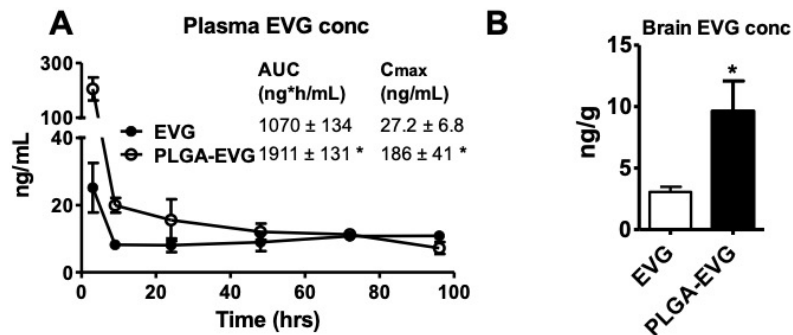 A
Plasma EVG conc
ng/mL
300
100
40
20
0
AUC
(ng*h/mL)
Cmax
(ng/mL)
EVG
1070 ± 134
27.2 ± 6.8
PLGA-EVG
1911 ± 131 *
186 ± 41 *
0
20
40
60
80
100
Time (hrs)
B
Brain EVG conc
ng/g
15
10
5
0
*
EVG
PLGA-EVG